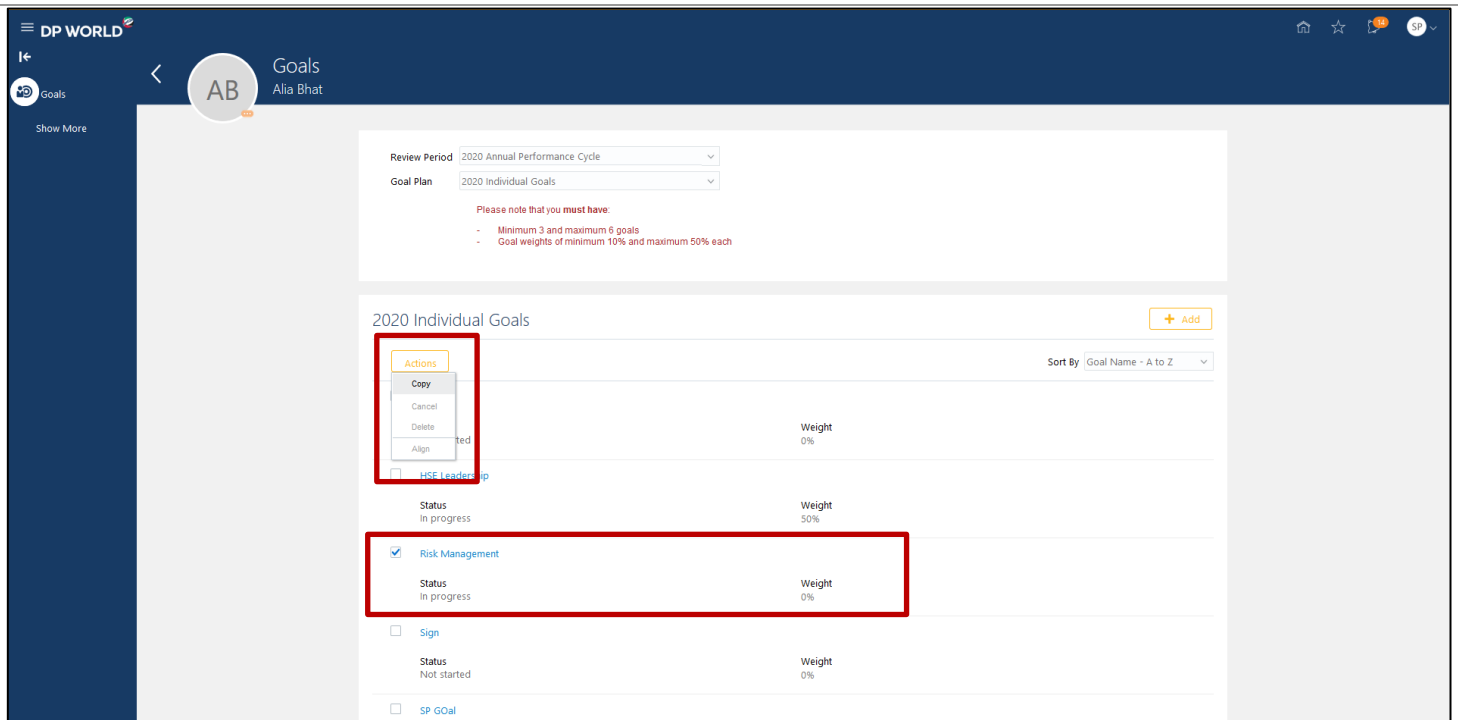 DP WORLD
34
SP
Goals
Goals
Alia Bhat
AB
Show More
Review Period 2020 Annual Performance Cycle
Goal Plan 2020 Individual Goals
Please note that you must have:
- Minimum 3 and maximum 6 goals
- Goal weights of minimum 10% and maximum 50% each
2020 Individual Goals
+ Add
Actions
Sort By Goal Name - A to Z
Copy
Cancel
Delete
Align
Weight
0%
HSE Leadership
Status Weight
In progress 50%
Risk Management
Status Weight
In progress 0%
Sign
Status Weight
Not started 0%
SP GOal